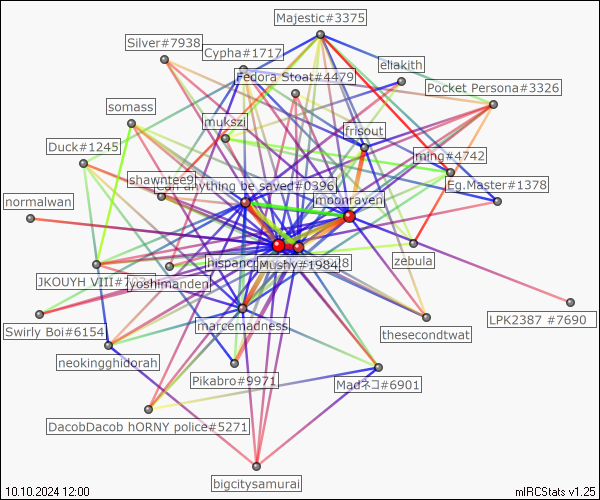 Majestic#3375
Silver#7938
Cypha#1717
eliakith
Fedora Stoat#4479
Pocket Persona#3326
somass
mukszi
frisout
Duck#1245
ming#4742
shawntee9
anything be saved#0396
Eg.Master#1378
normalwan
moonraven
zebula
hispanc
Mushy#1984
JKOUYH VIII#7
yoshimanden
LPK2387 #7690
Swirly Boi#6154
marcemadness
thesecondtwat
neokingghidorah
Pikabro#9971
Madネコ#6901
DacobDacob hORNY police#5271
bigcitysamurai
10.10.2024 12:00
mIRCStats v1.25